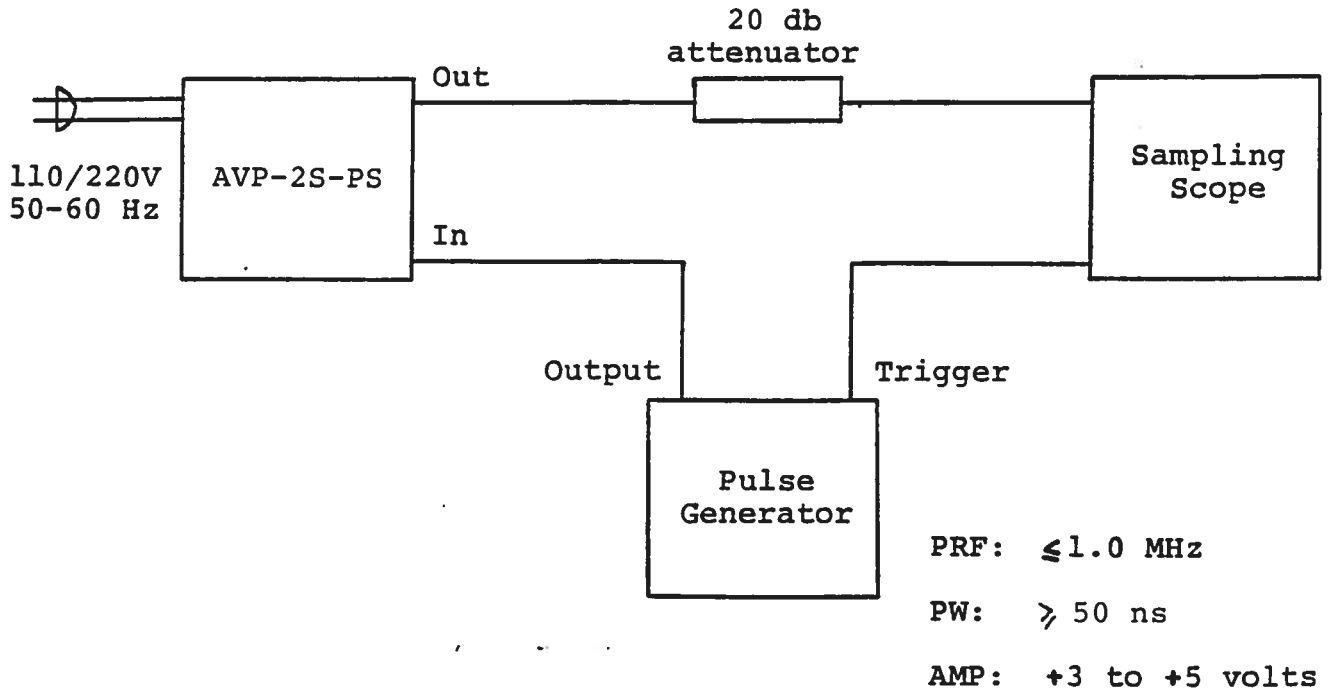 20 db
attenuator
Out
110/220V
50-60 Hz
AVP-2S-PS
Sampling
Scope
In
Output
Trigger
Pulse
Generator
PRF: ≦1.0 MHz
PW: ⩾ 50 ns
AMP: +3 to +5 volts